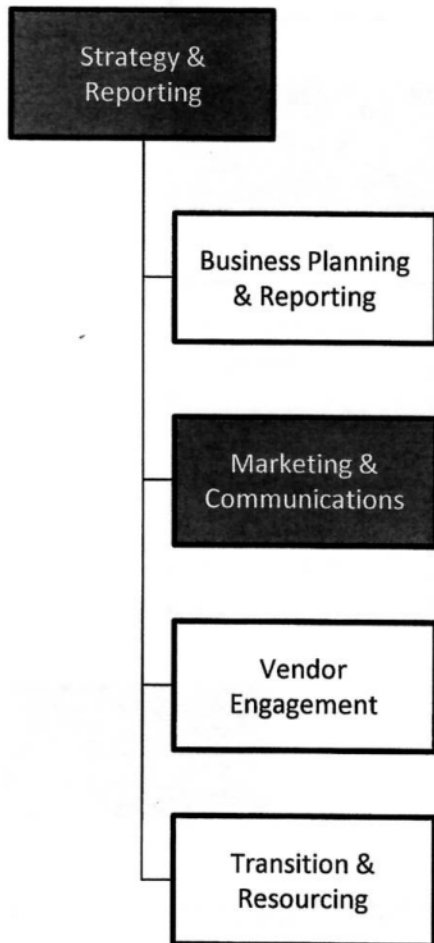 Strategy &
Reporting
Business Planning
& Reporting
Marketing &
Communications
Vendor
Engagement
Transition &
Resourcing